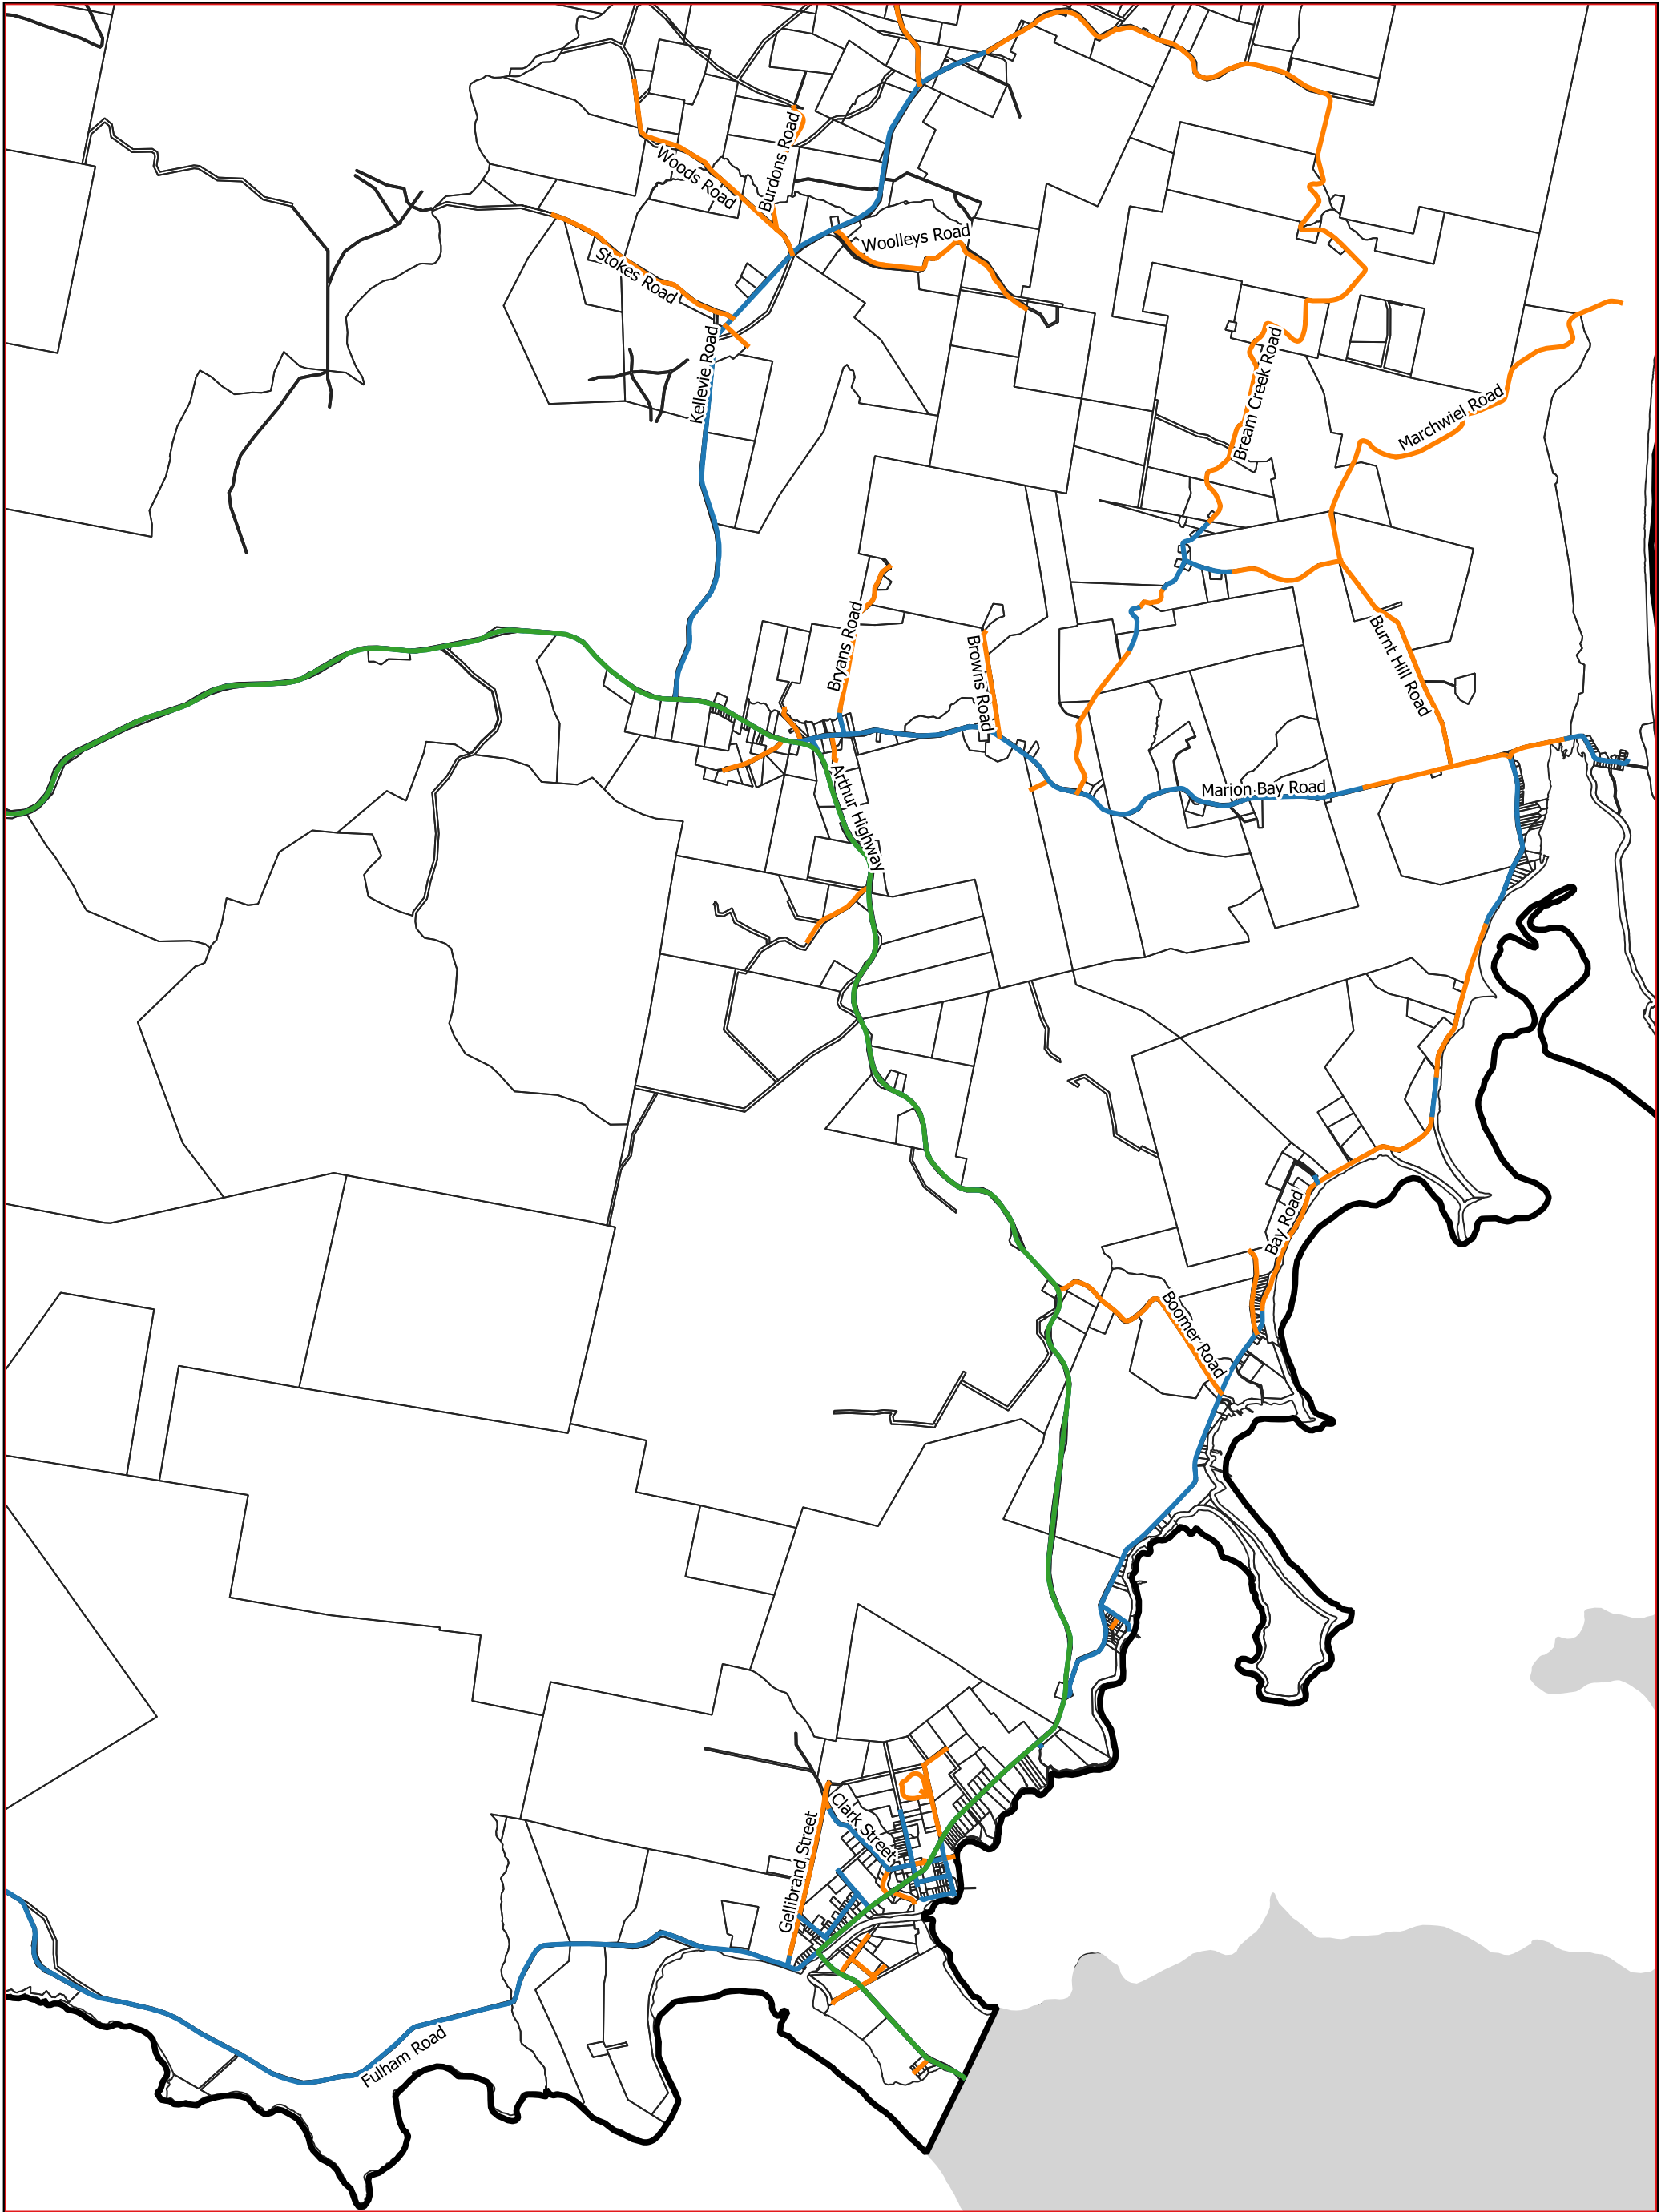 Woods Road
Burdons Road
Woolleys Road
Stokes Road
Kellevie Road
Bream Creek Road
Marchwiel Road
Bryans Road
Browns Road
Burnt Hill Road
Marion Bay Road
Arthur Highway
Bay Road
Boomer Road
Clark Street
Gellibrand Street
Fulham Road